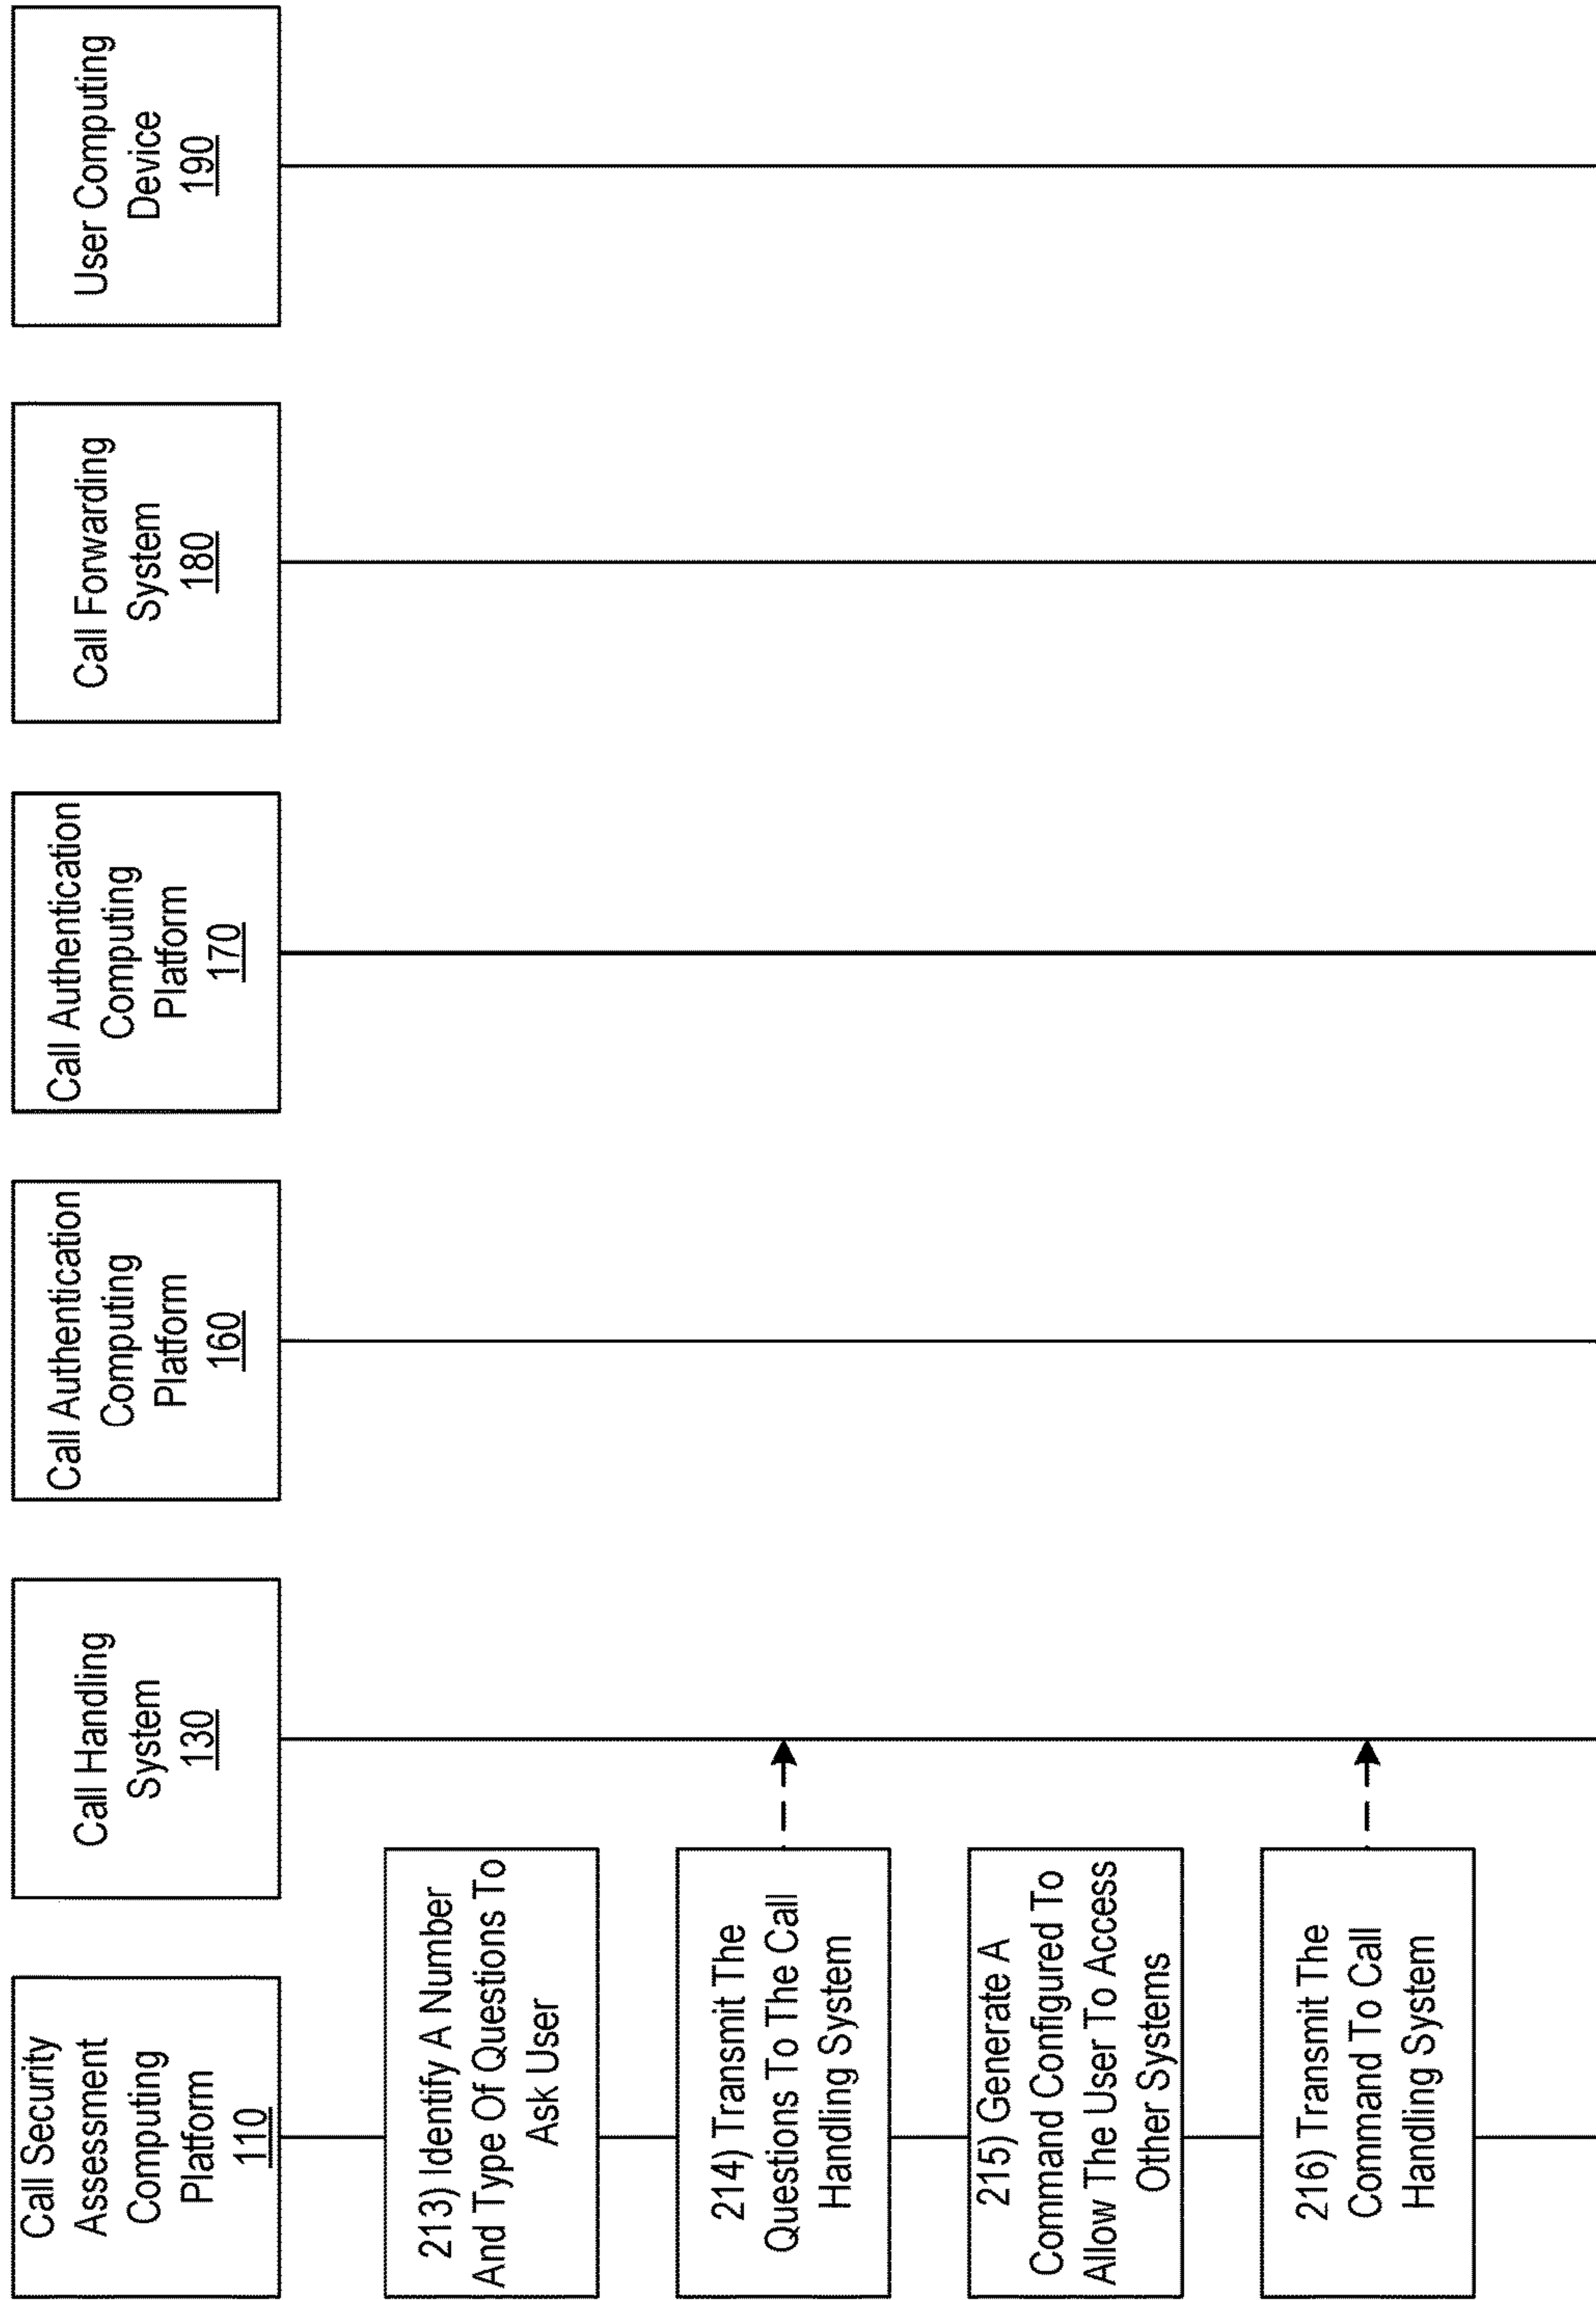 Call Security
Assessment
Computing
Platform
110
Call Handling
System
130
Call Authentication
Computing
Platform
160
Call Authentication
Computing
Platform
170
Call Forwarding
System
180
User Computing
Device
190
213) Identify A Number
And Type Of Questions To
Ask User
214) Transmit The
Questions To The Call
Handling System
215) Generate A
Command Configured To
Allow The User To Access
Other Systems
216) Transmit The
Command To Call
Handling System